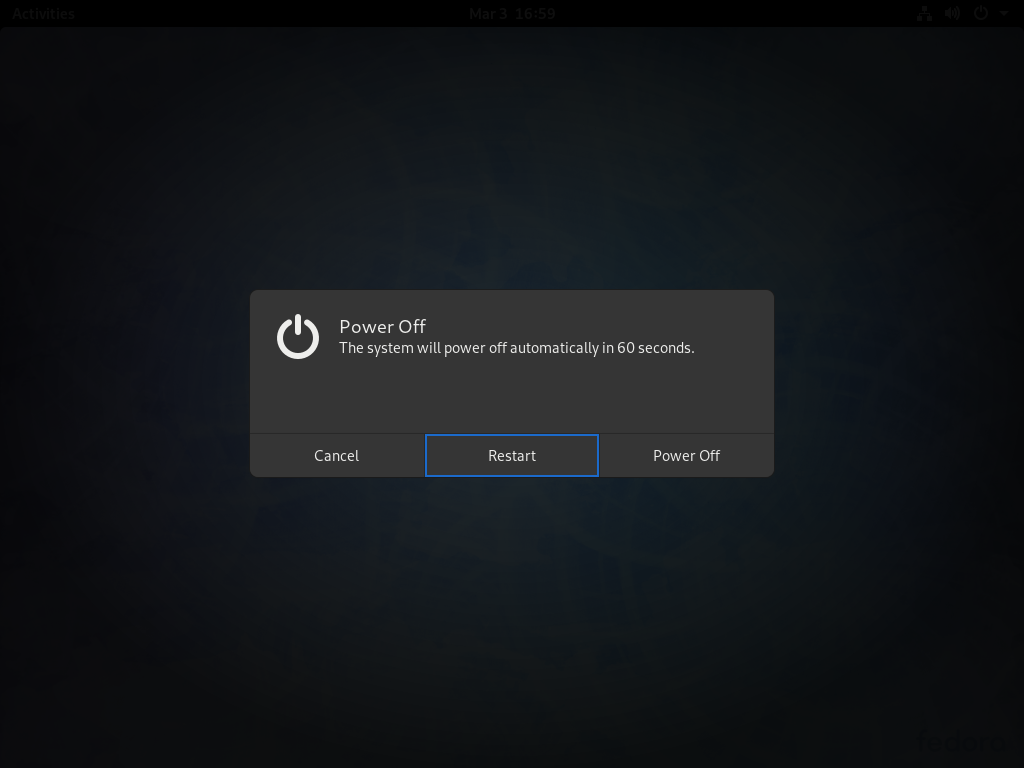 Activities
Mar 3 16:59
Power Off
The system will power off automatically in 60 seconds.
Cancel
Restart
Power Off
fedora